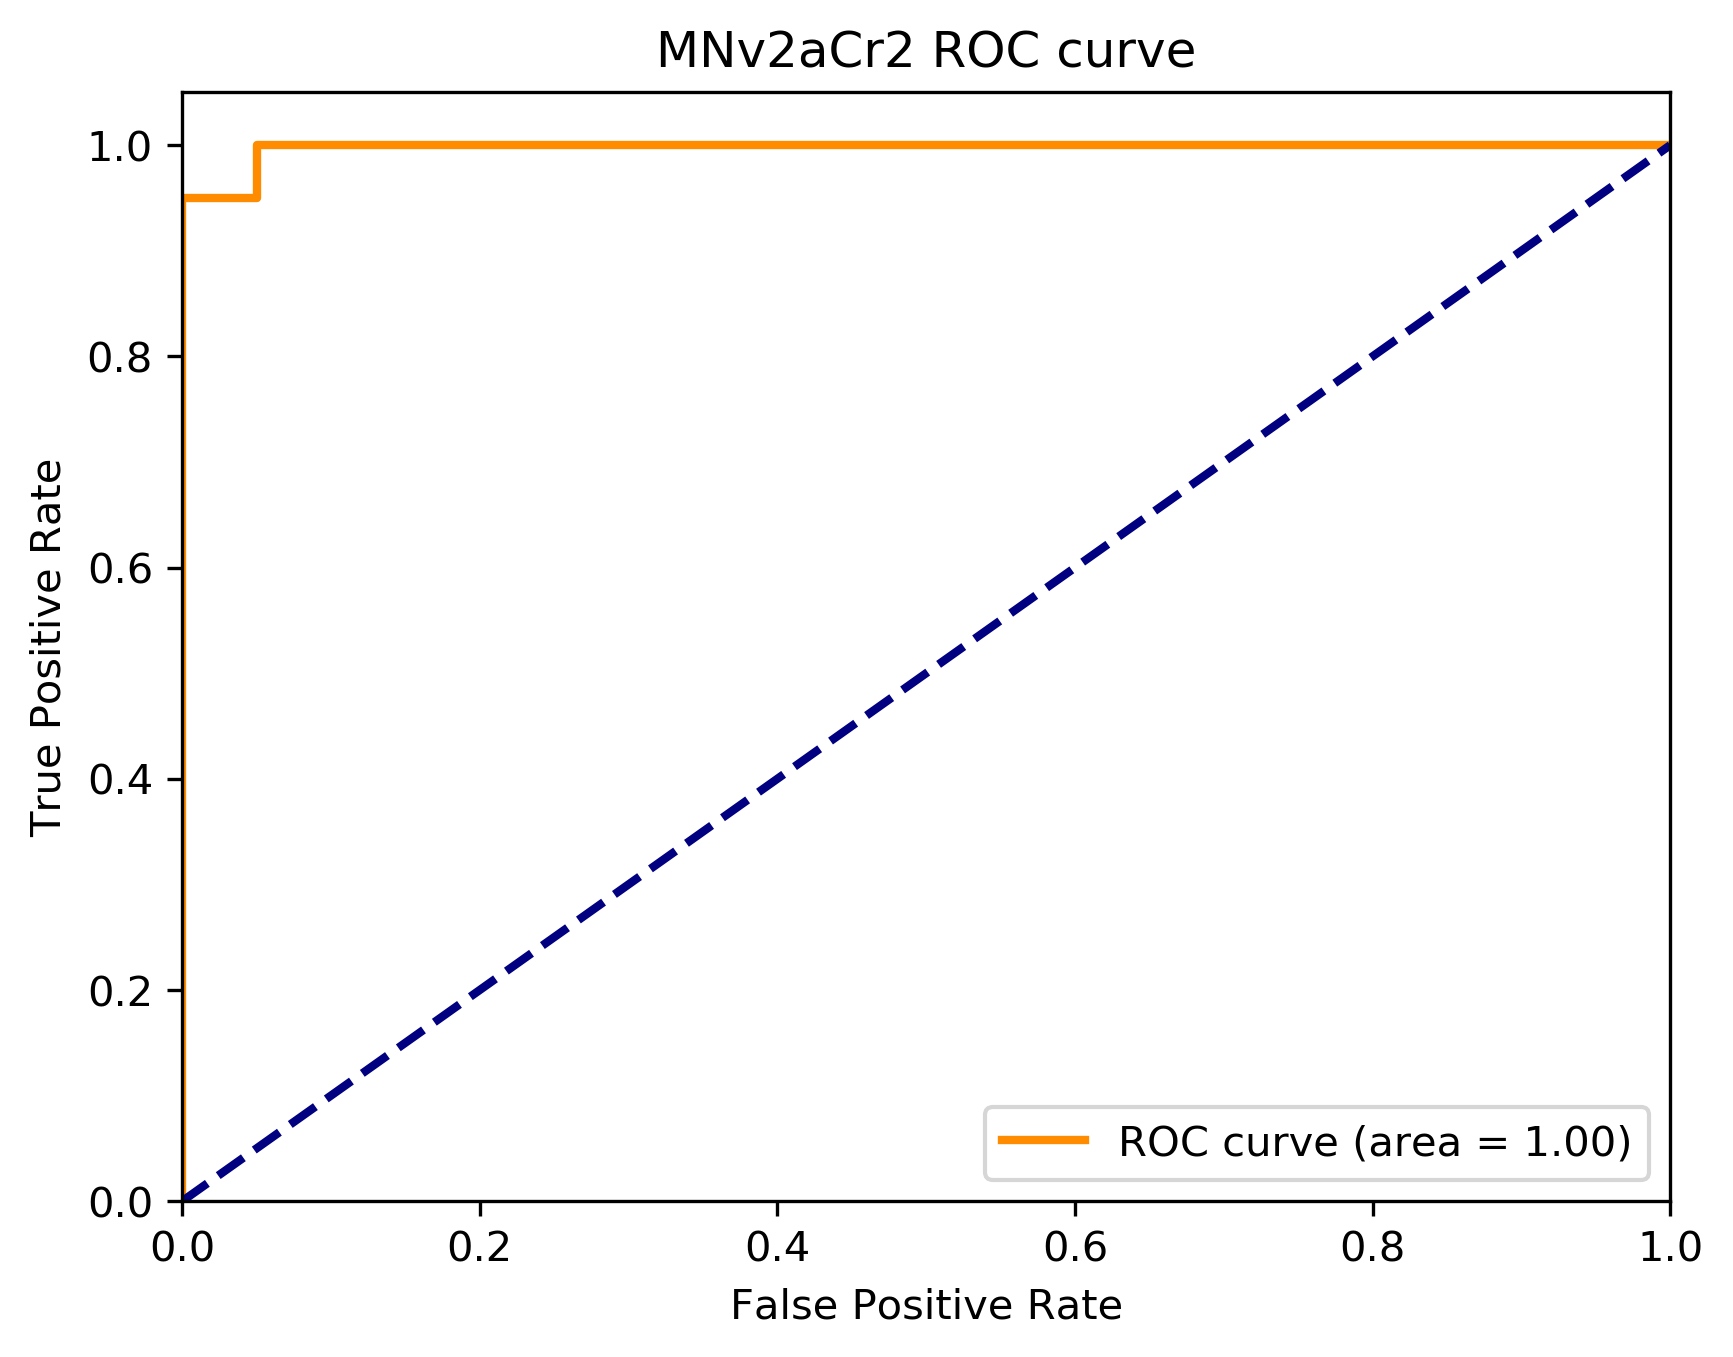 MNv2aCr2 ROC curve
1.0
0.8
0.6
0.4
0.2
0.0
True Positive Rate
ROC curve (area = 1.00)
0.0 0.2 0.4 0.6 0.8 1.0
False Positive Rate